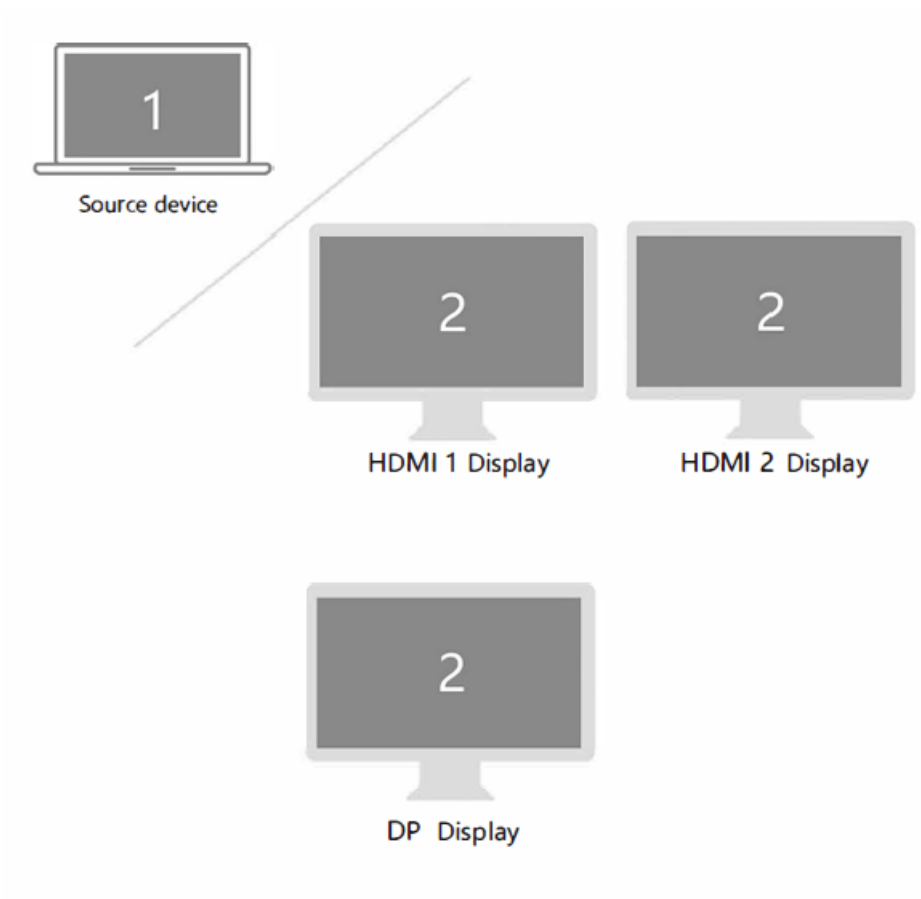 1
Source device
2 2
HDMI 1 Display HDMI 2 Display
2
DP Display